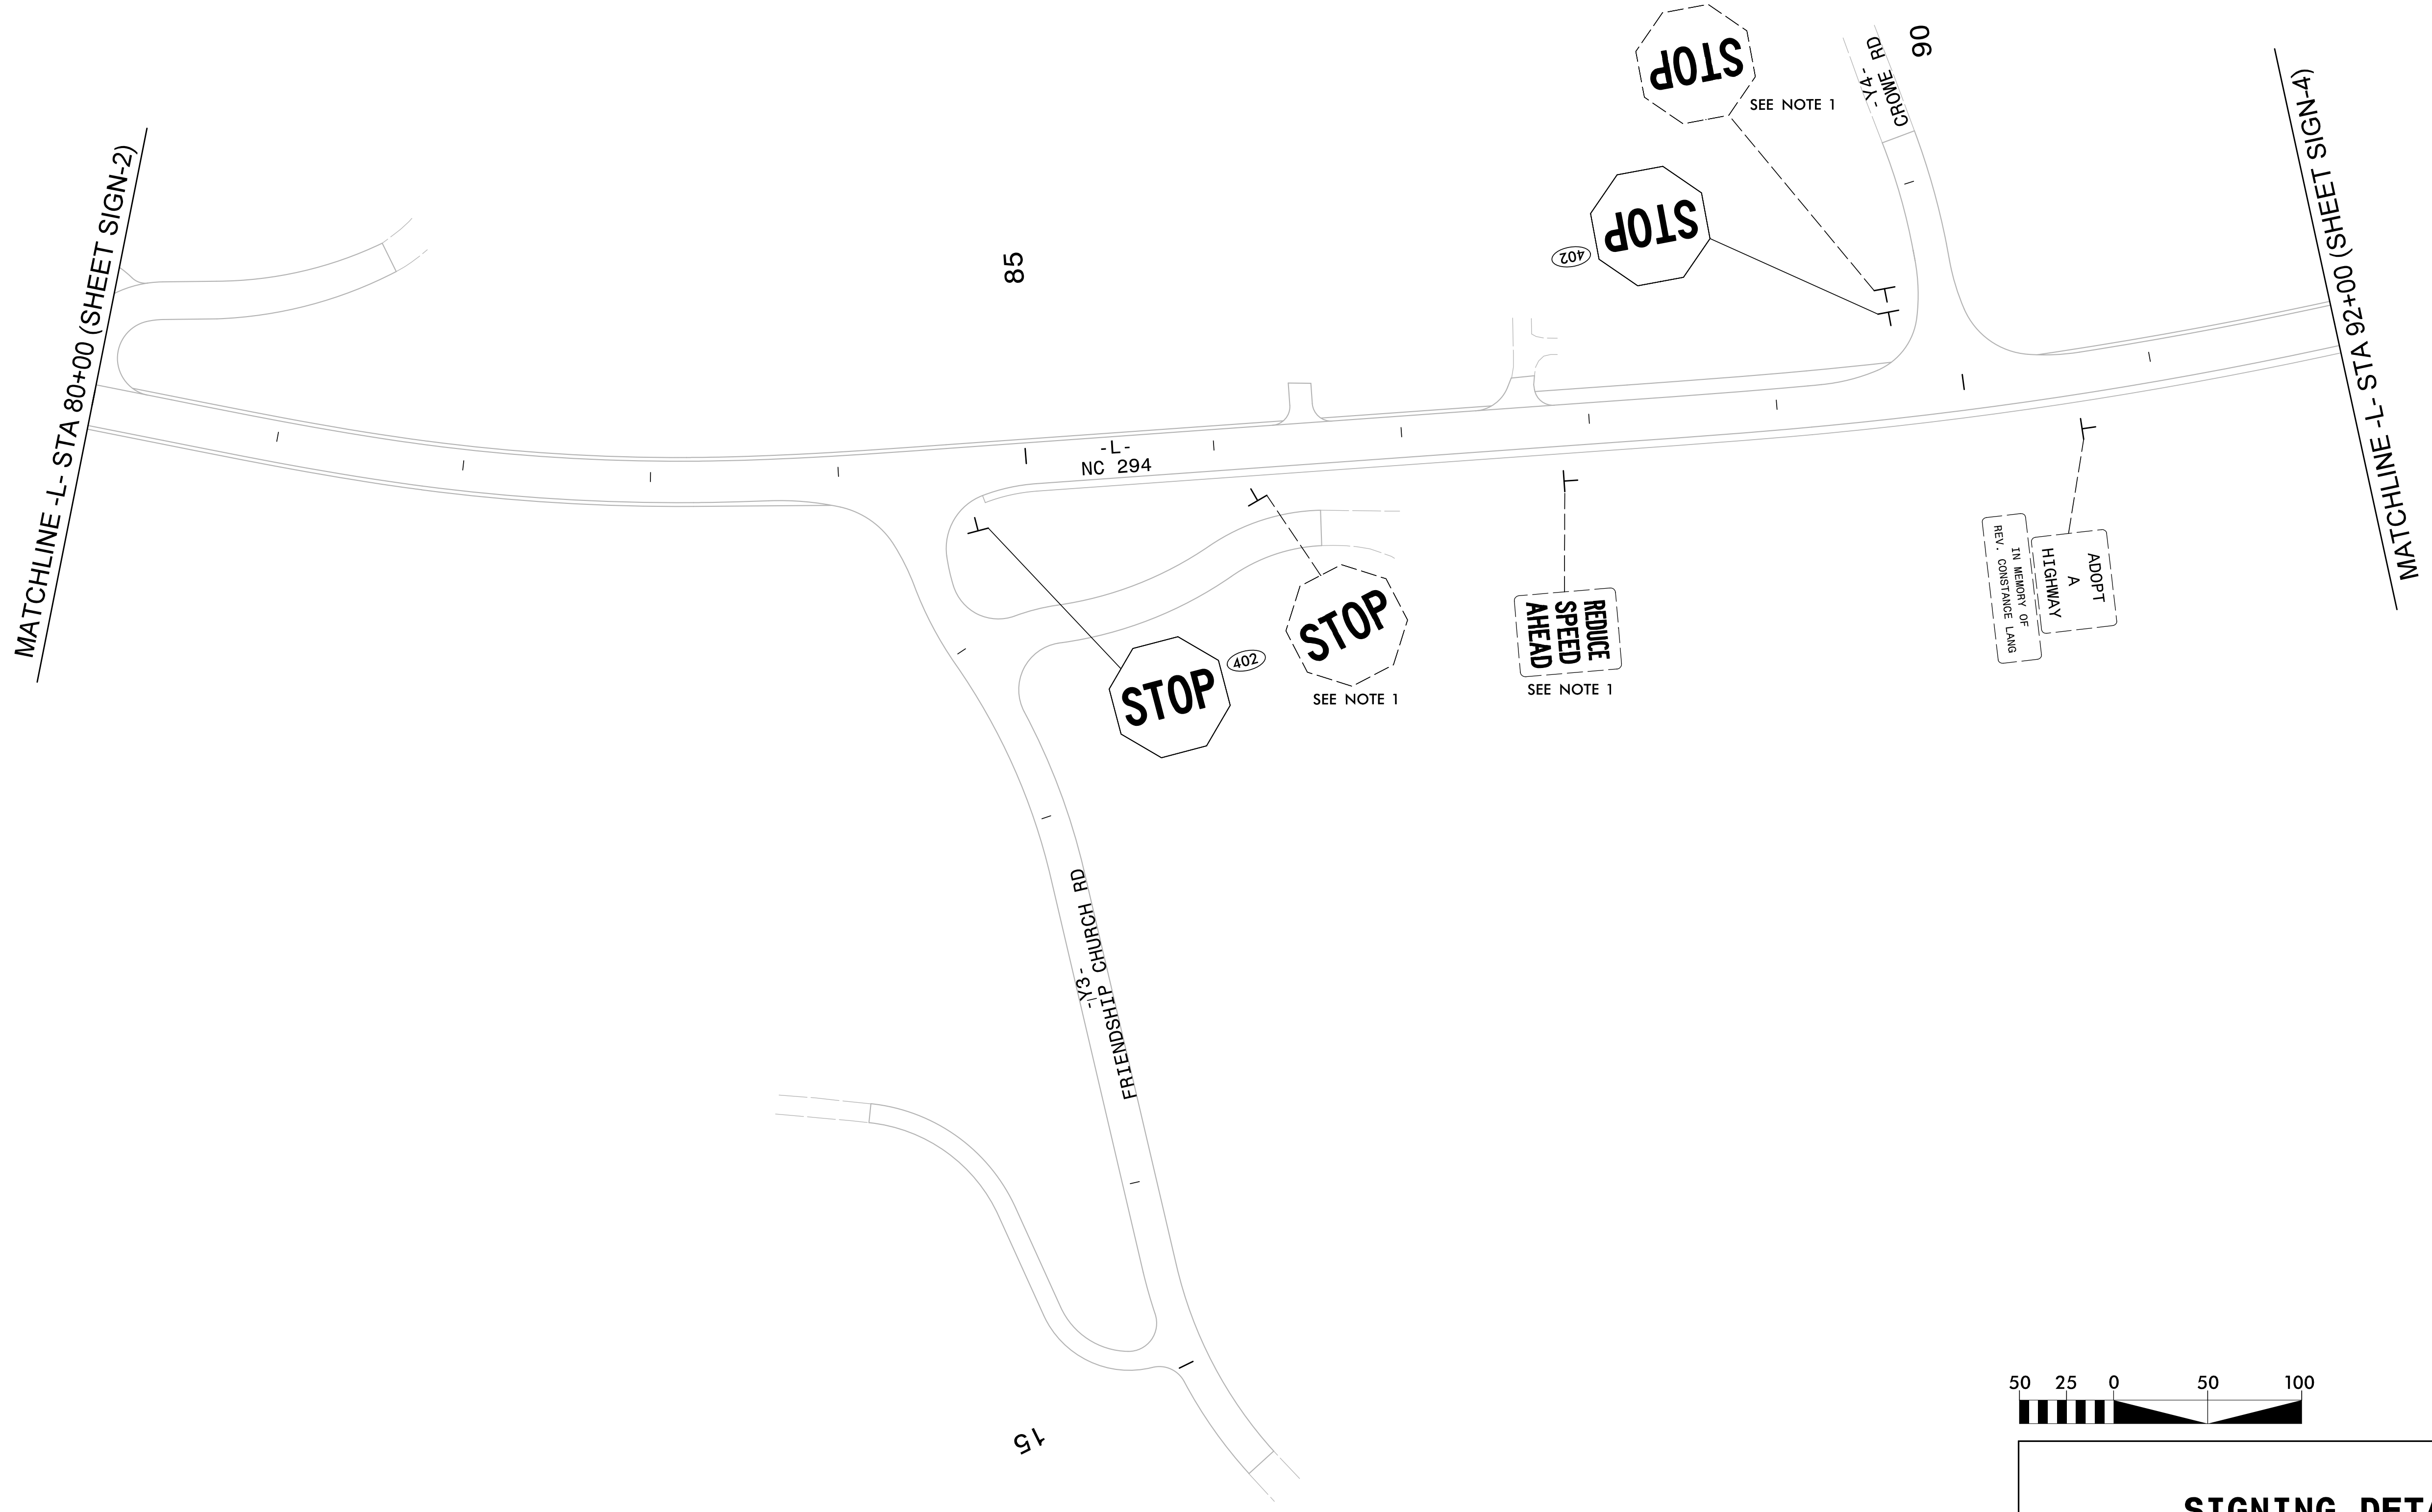 STOP
SEE NOTE 1
-Y4-
CROWE RD
90
MATCHLINE -L- STA 80+00 (SHEET SIGN-2)
MATCHLINE -L- STA 92+00 (SHEET SIGN-4)
STOP
402
85
-L-
NC 294
STOP
402
STOP
SEE NOTE 1
REDUCE
SPEED
AHEAD
SEE NOTE 1
ADOPT
A
HIGHWAY
IN MEMORY OF
REV. CONSTANCE LANG
-Y3-
FRIENDSHIP CHURCH RD
15
50 25 0 50 100
SIGNING